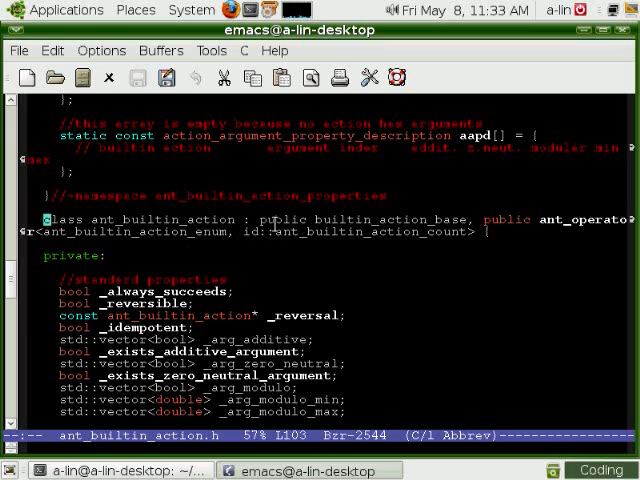 Applications Places System Fri May 8, 11:33 AM a-lin
emacs@a-lin-desktop
File Edit Options Buffers Tools C Help
};
//this array is empty because no action has arguments
static const action_argument_property_description aapd[] = {
// builtin action argument index addit. z.neut. modular min
max
};
}//~namespace ant_builtin_action_properties
class ant_builtin_action : public builtin_action_base, public ant_operato
r<ant_builtin_action_enum, id::ant_builtin_action_count> {
private:
//standard properties
bool _always_succeeds;
bool _reversible;
const ant_builtin_action* _reversal;
bool _idempotent;
std::vector<bool> _arg_additive;
bool _exists_additive_argument;
std::vector<bool> _arg_zero_neutral;
bool _exists_zero_neutral_argument;
std::vector<bool> _arg_modulo;
std::vector<double> _arg_modulo_min;
std::vector<double> _arg_modulo_max;
--:-- ant_builtin_action.h 57% L103 Bzr-2544 (C/l Abbrev)
a-lin@a-lin-desktop: ~/... emacs@a-lin-desktop Coding